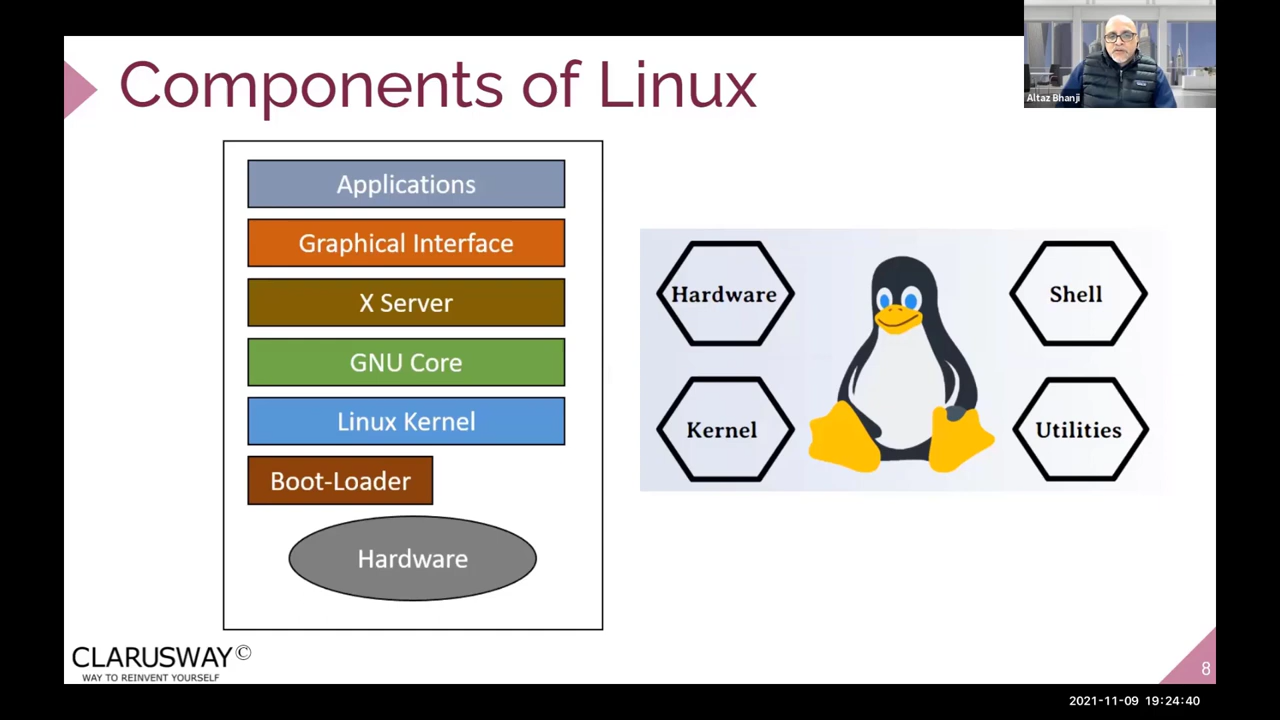 Components of Linux
Altaz Bhanji
Applications
Graphical Interface
X Server
GNU Core
Linux Kernel
Boot-Loader
Hardware
Hardware
Shell
Kernel
Utilities
CLARUSWAY©
WAY TO REINVENT YOURSELF
8
2021-11-09 19:24:40